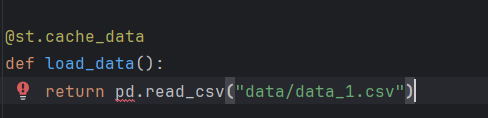 @st.cache_data
def load_data():
    return pd.read_csv("data/data_1.csv")